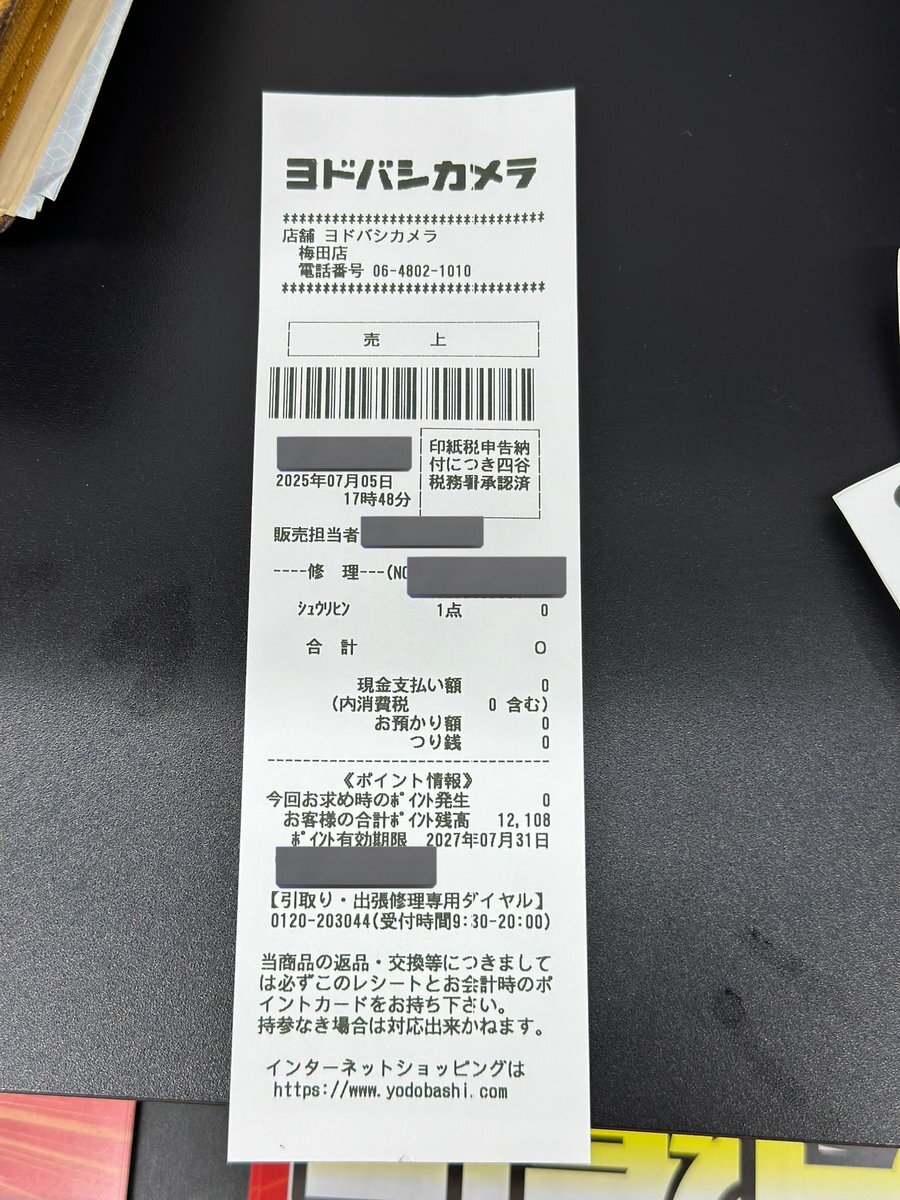 ヨドバシカメラ
********************************
店舗 ヨドバシカメラ
梅田店
電話番号 06-4802-1010
********************************
売 上
印紙税申告納
付につき四谷
税務署承認済
2025年07月05日
17時48分
販売担当者
----修 理---(NO
ｼｭｳﾘﾋﾝ 1点 0
合 計 0
現金支払い額 0
(内消費税 0 含む)
お預かり額 0
つり銭 0
--------------------------------
《ポイント情報》
今回お求め時のﾎﾟｲﾝﾄ発生 0
お客様の合計ﾎﾟｲﾝﾄ残高 12,108
ﾎﾟｲﾝﾄ有効期限 2027年07月31日
【引取り・出張修理専用ダイヤル】
0120-203044(受付時間9:30-20:00)
当商品の返品・交換等につきまして
は必ずこのレシートとお会計時のポ
イントカードをお持ち下さい。
持参なき場合は対応出来かねます。
インターネットショッピングは
https://www.yodobashi.com